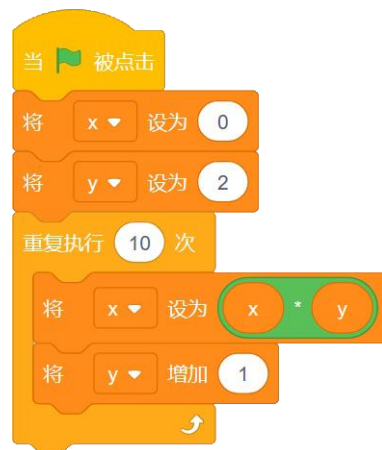 当 被点击
将 x 设为 0
将 y 设为 2
重复执行 10 次
将 x 设为 x * y
将 y 增加 1